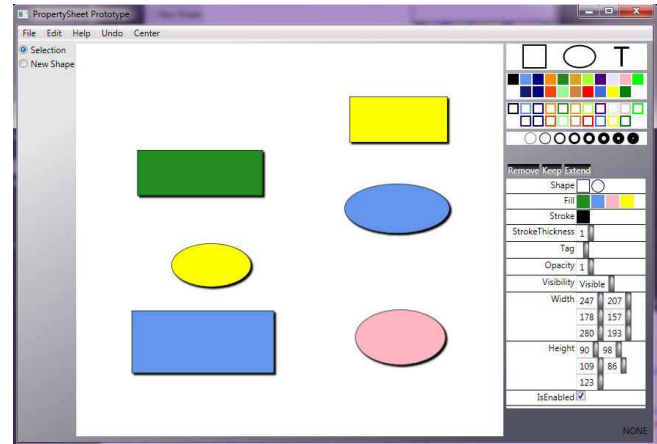 PropertySheet Prototype
File Edit Help Undo Center
Selection
New Shape
T
Remove Keep Extend
Shape
Fill
Stroke
StrokeThickness 1
Tag
Opacity 1
Visibility Visible
Width 247 207
178 157
280 193
Height 90 98
109 86
123
IsEnabled
NONE